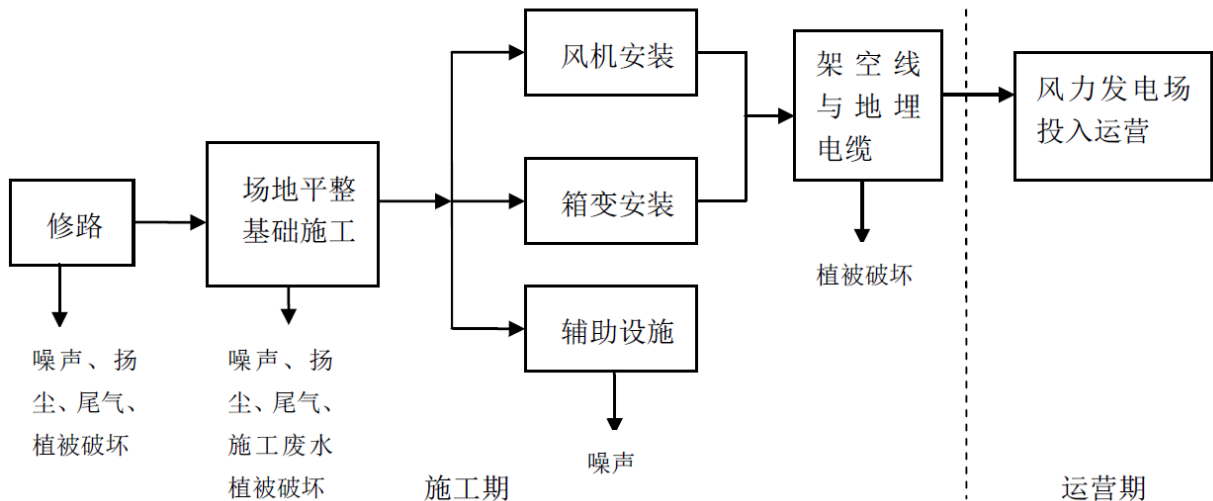 修路
噪声、扬
尘、尾气、
植被破坏
场地平整
基础施工
噪声、扬
尘、尾气、
施工废水
植被破坏
风机安装
箱变安装
辅助设施
噪声
架空线
与地埋
电缆
植被破坏
风力发电场
投入运营
施工期
运营期